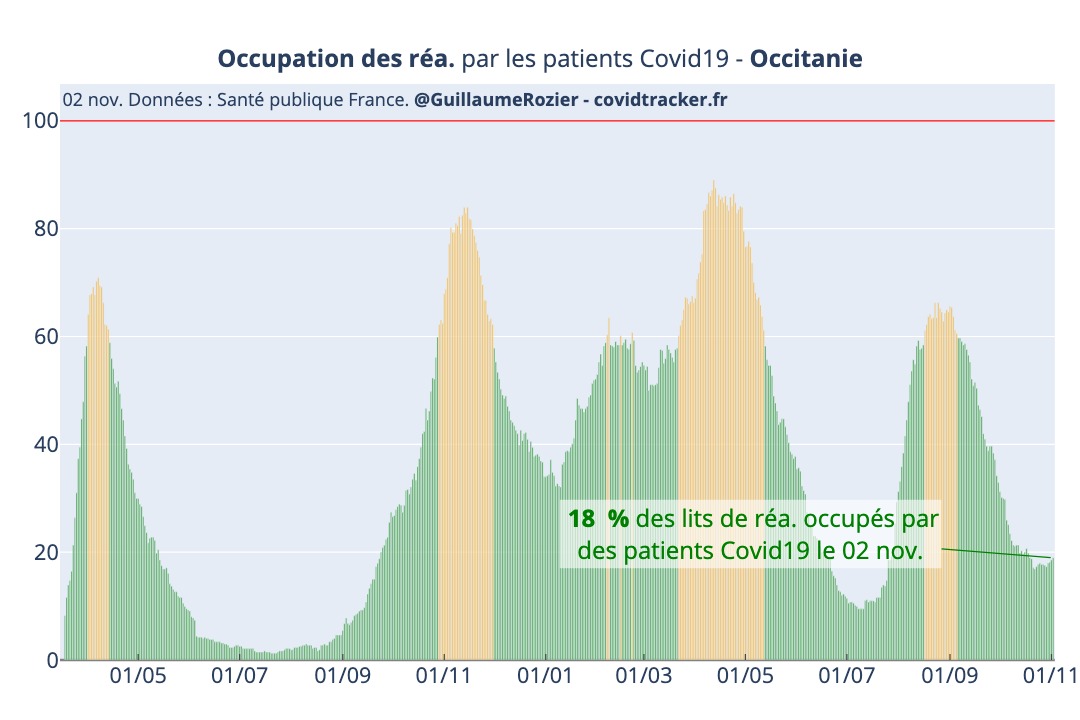 Occupation des réa. par les patients Covid19 - Occitanie
02 nov. Données : Santé publique France. @GuillaumeRozier - covidtracker.fr
100
80
60
40
20
0
18 % des lits de réa. occupés par
des patients Covid19 le 02 nov.
01/05 01/07 01/09 01/11 01/01 01/03 01/05 01/07 01/09 01/11